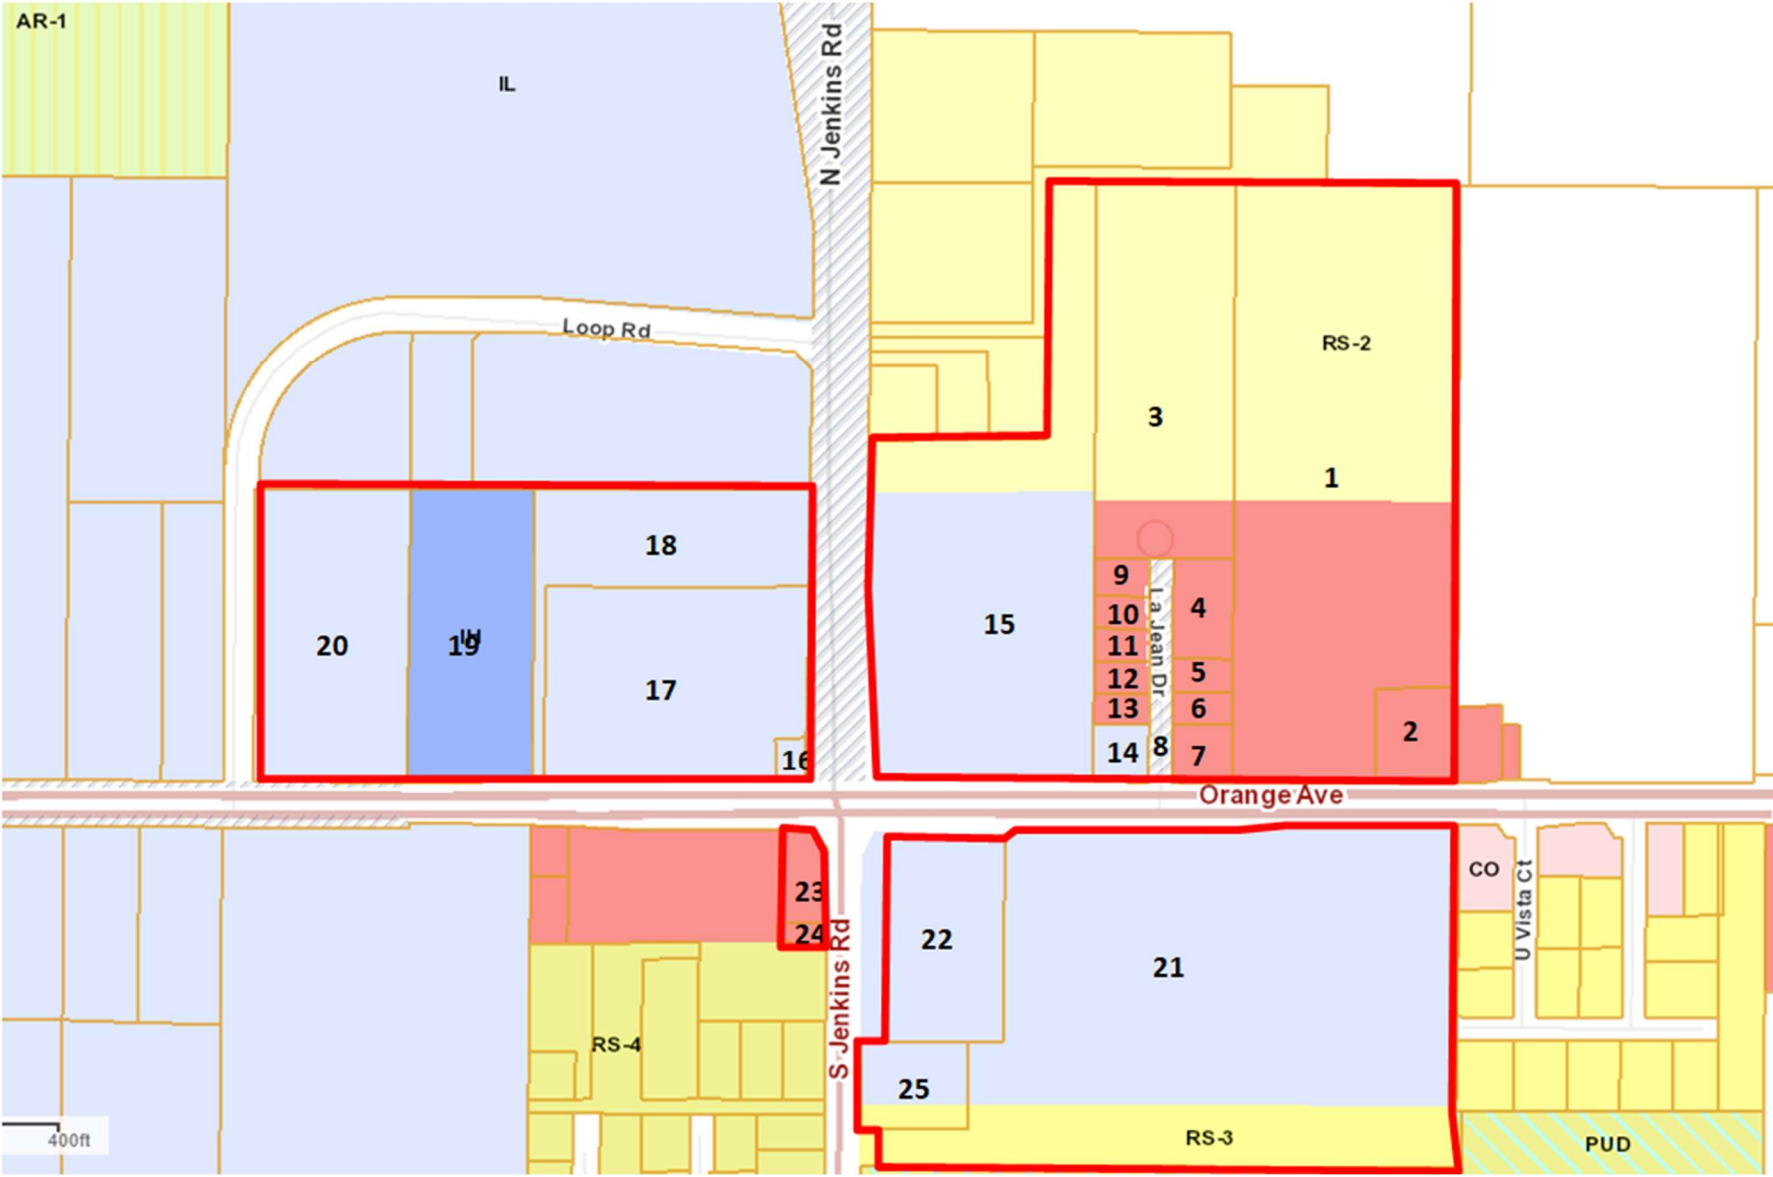 AR-1
IL
N Jenkins Rd
Loop Rd
RS-2
3
1
18
9
10
4
La Jean Dr
15
11
20
19
IH
12
5
17
13
6
2
16
14
8
7
Orange Ave
23
CO
U Vista Ct
24
22
21
S Jenkins Rd
RS-4
25
400ft
RS-3
PUD